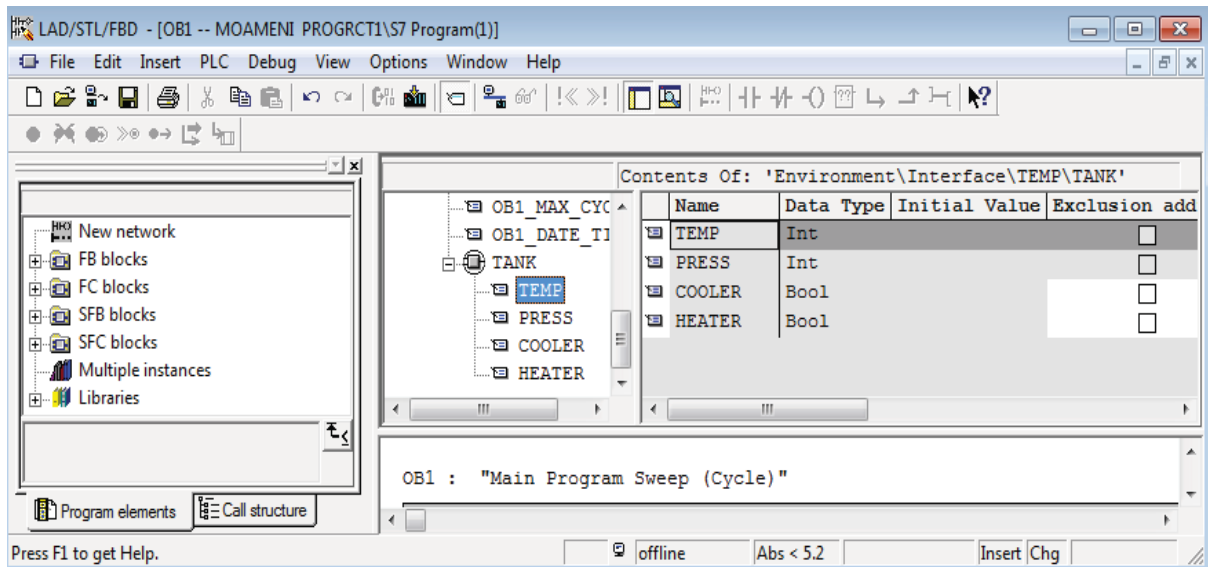 LAD/STL/FBD - [OB1 -- MOAMENI PROGRCT1\S7 Program(1)]
File Edit Insert PLC Debug View Options Window Help
Contents Of: 'Environment\Interface\TEMP\TANK'
New network
FB blocks
FC blocks
SFB blocks
SFC blocks
Multiple instances
Libraries
Program elements Call structure
OB1_MAX_CYC
OB1_DATE_TI
TANK
TEMP
PRESS
COOLER
HEATER
Name Data Type Initial Value Exclusion add
TEMP Int
PRESS Int
COOLER Bool
HEATER Bool
OB1 : "Main Program Sweep (Cycle)"
Press F1 to get Help. offline Abs < 5.2 Insert Chg